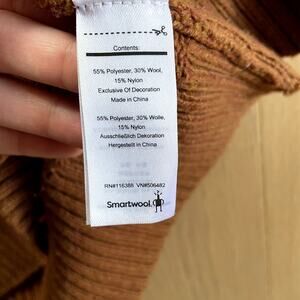 Contents:
55% Polyester, 30% Wool,
15% Nylon
Exclusive Of Decoration
Made in China
55% Polyester, 30% Wolle,
15% Nylon
Ausschließlich Dekoration
Hergestellt in China
RN#116388 VN#506482
Smartwool